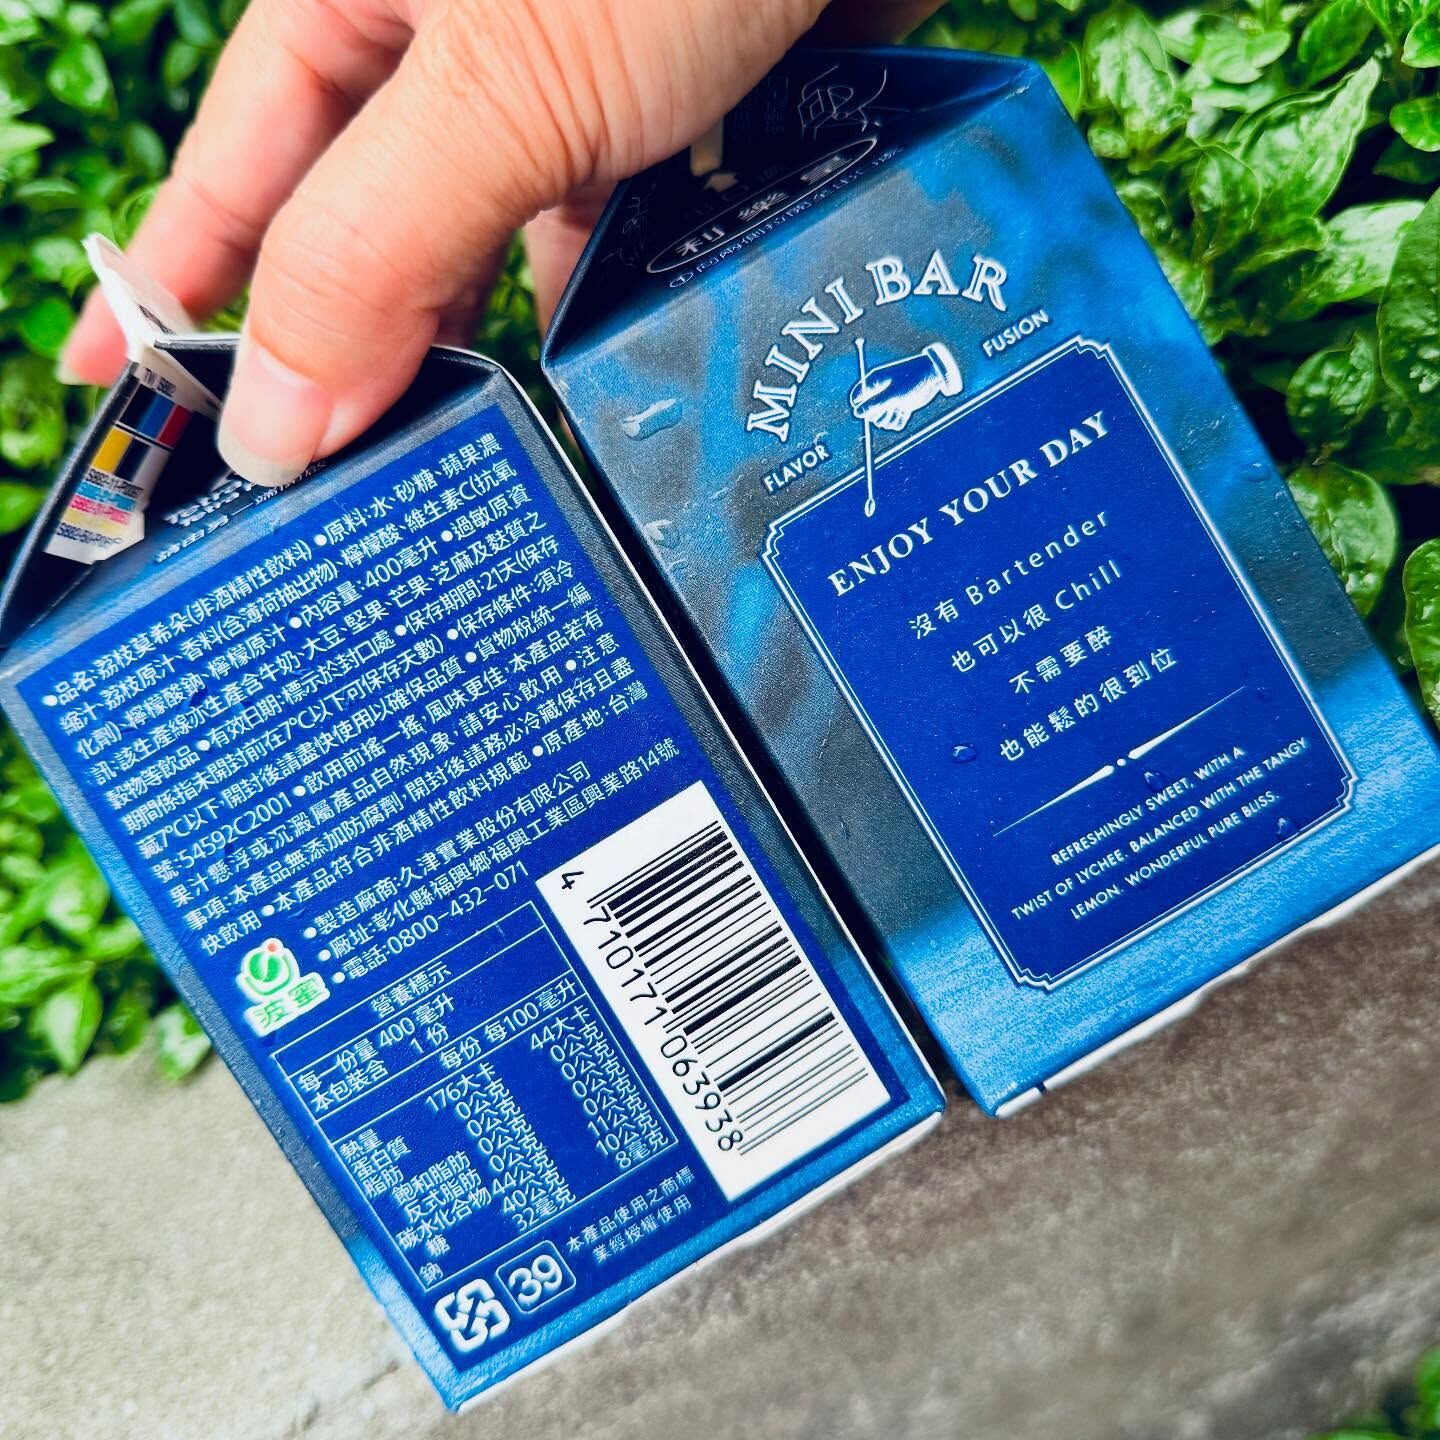 •品名:荔枝莫希朵(非酒精性飲料) •原料:水、砂糖、蘋果濃
縮汁、荔枝原汁、香料(含薄荷抽出物)、檸檬酸、維生素C(抗氧
化劑)、檸檬酸鈉、檸檬原汁 •內容量:400毫升 •過敏原資
訊:該生產線亦生產含牛奶、大豆、堅果、芒果、芝麻及麩質之
穀物等飲品 •有效日期:標示於封口處 •保存期間:21天(保存
期間係指未開封前在7℃以下可保存天數) •保存條件:須冷
藏7℃以下,開封後請盡快使用以確保品質 •貨物稅統一編
號:54592C2001 •飲用前搖一搖,風味更佳,本產品若有
果汁懸浮或沉澱屬產品自然現象,請安心飲用 •注意
事項:本產品無添加防腐劑,開封後請務必冷藏保存且盡
快飲用 •本產品符合非酒精性飲料規範 •原產地:台灣
•製造廠商:久津實業股份有限公司
•廠址:彰化縣福興鄉福興工業區興業路14號
•電話:0800-432-071
波蜜
營養標示
每一份量 400毫升
本包裝含 1份
每份 每100毫升
熱量 176大卡 44大卡
蛋白質 0公克 0公克
脂肪 0公克 0公克
飽和脂肪 0公克 0公克
反式脂肪 0公克 0公克
碳水化合物 44公克 11公克
糖 40公克 10公克
鈉 32毫克 8毫克
4 710171 063938
39
本產品使用之商標
業經授權使用
利樂皇
MINI BAR
FLAVOR FUSION
ENJOY YOUR DAY
沒有 Bartender
也可以很 Chill
不需要醉
也能鬆的很到位
REFRESHINGLY SWEET, WITH A
TWIST OF LYCHEE. BALANCED WITH THE TANGY
LEMON. WONDERFUL PURE BLISS.